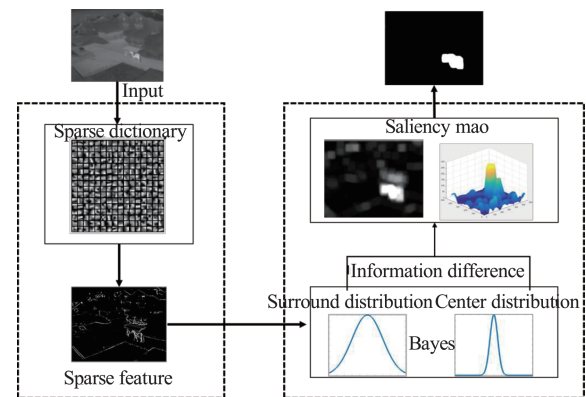 Input
Sparse dictionary
Sparse feature
Saliency mao
Information difference
Surround distribution Center distribution
Bayes